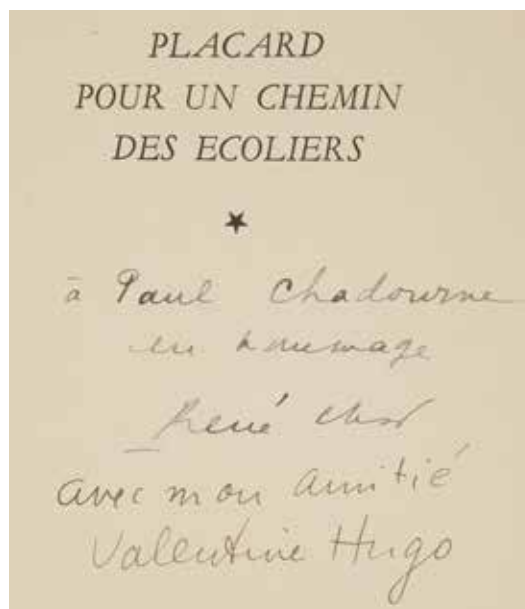 PLACARD
POUR UN CHEMIN
DES ECOLIERS
à Paul Chadourne
en hommage
René Char
avec mon amitié
Valentine Hugo